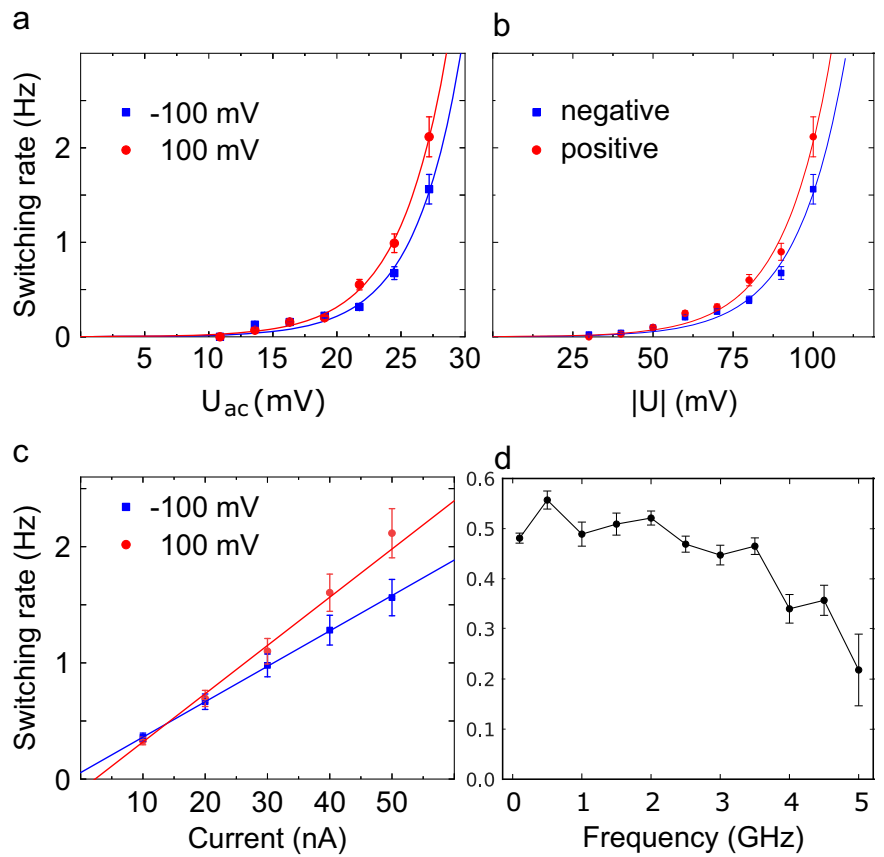 a
Switching rate (Hz)
2
1
0
-100 mV
100 mV
5 10 15 20 25 30
Uac (mV)
b
negative
positive
25 50 75 100
|U| (mV)
c
Switching rate (Hz)
2
1
0
-100 mV
100 mV
10 20 30 40 50
Current (nA)
d
0.6
0.5
0.4
0.3
0.2
0.1
0.0
0 1 2 3 4 5
Frequency (GHz)